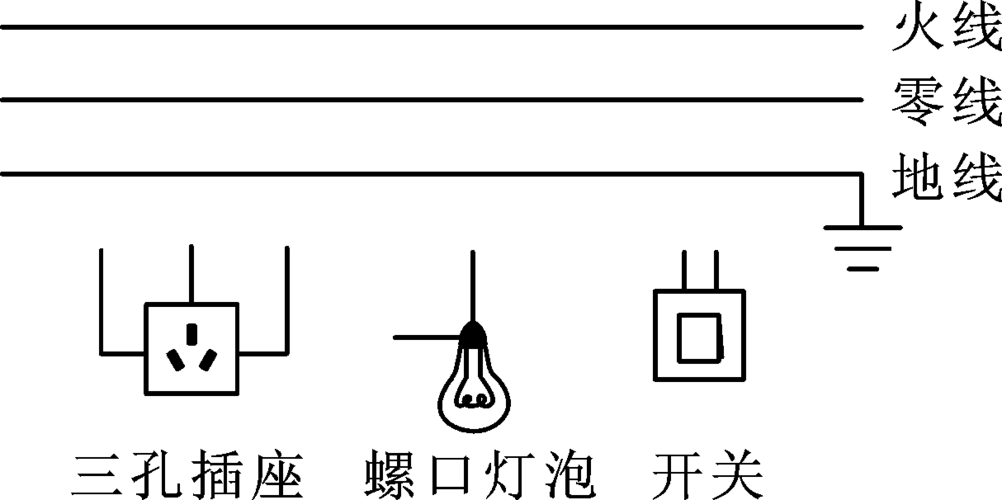 火线
零线
地线
三孔插座 螺口灯泡 开关